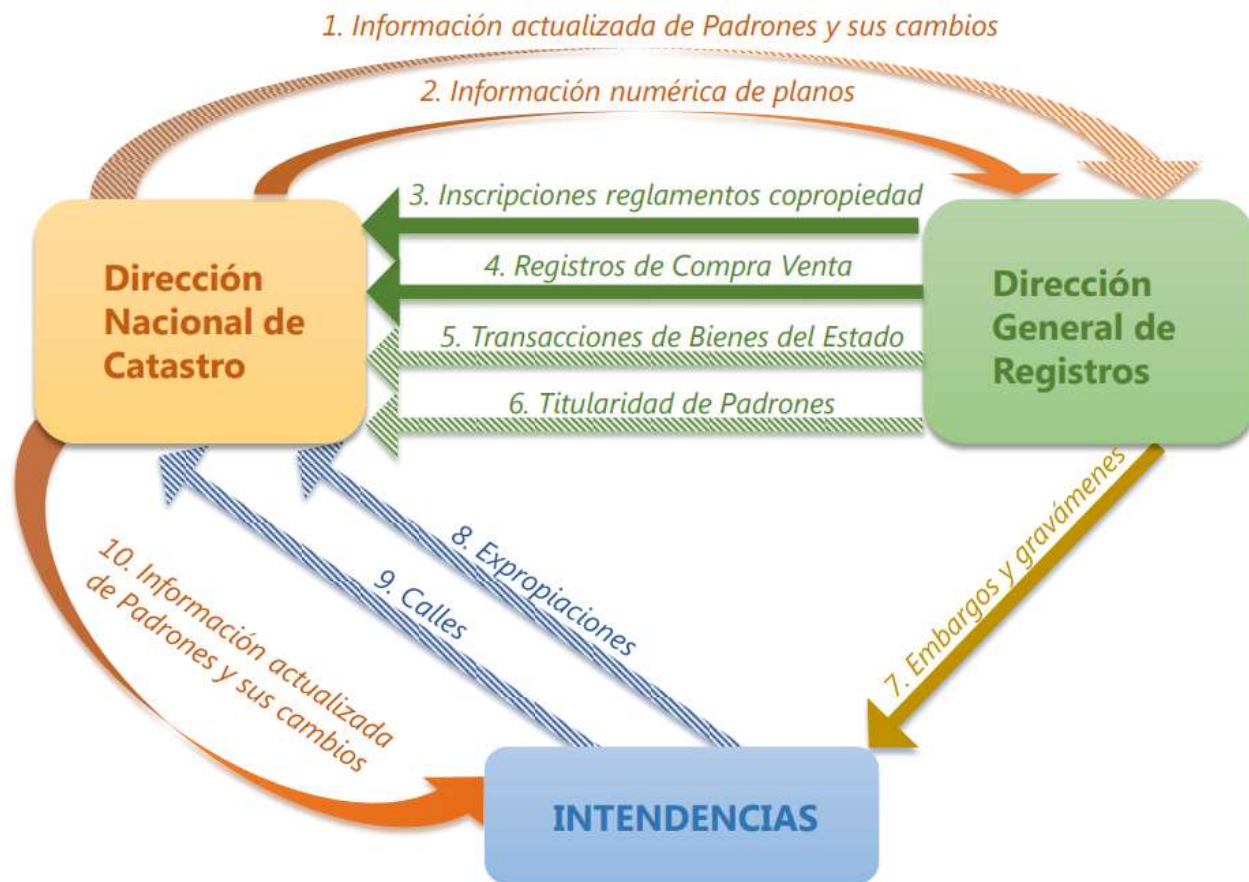 1. Información actualizada de Padrones y sus cambios
2. Información numérica de planos
3. Inscripciones reglamentos copropiedad
4. Registros de Compra Venta
5. Transacciones de Bienes del Estado
6. Titularidad de Padrones
Dirección
Nacional de
Catastro
Dirección
General de
Registros
7. Embargos y gravámenes
8. Expropiaciones
9. Calles
10. Información actualizada
de Padrones y sus cambios
INTENDENCIAS